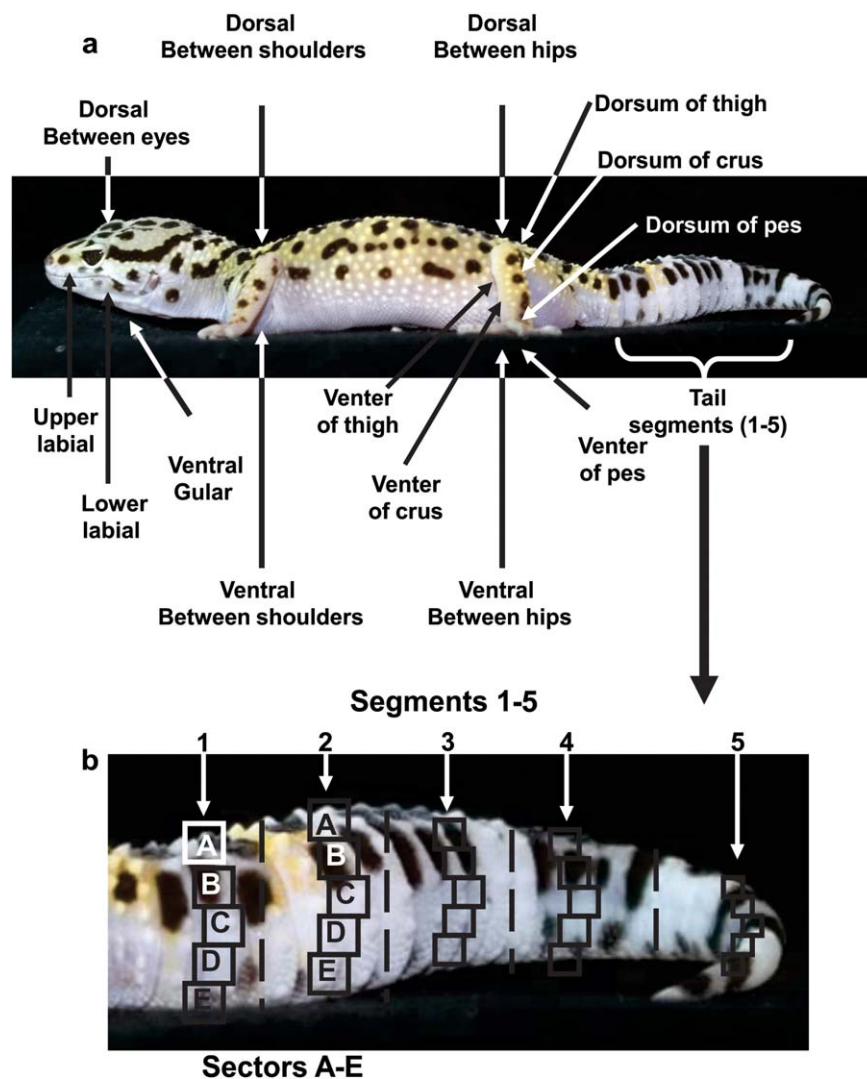 a
Dorsal
Between shoulders
Dorsal
Between hips
Dorsal
Between eyes
Dorsum of thigh
Dorsum of crus
Dorsum of pes
Upper
labial
Lower
labial
Ventral
Gular
Venter
of thigh
Venter
of crus
Venter
of pes
Tail
segments (1-5)
Ventral
Between shoulders
Ventral
Between hips
Segments 1-5
b
1 2 3 4 5
A A
B B
C C
D D
E E
Sectors A-E